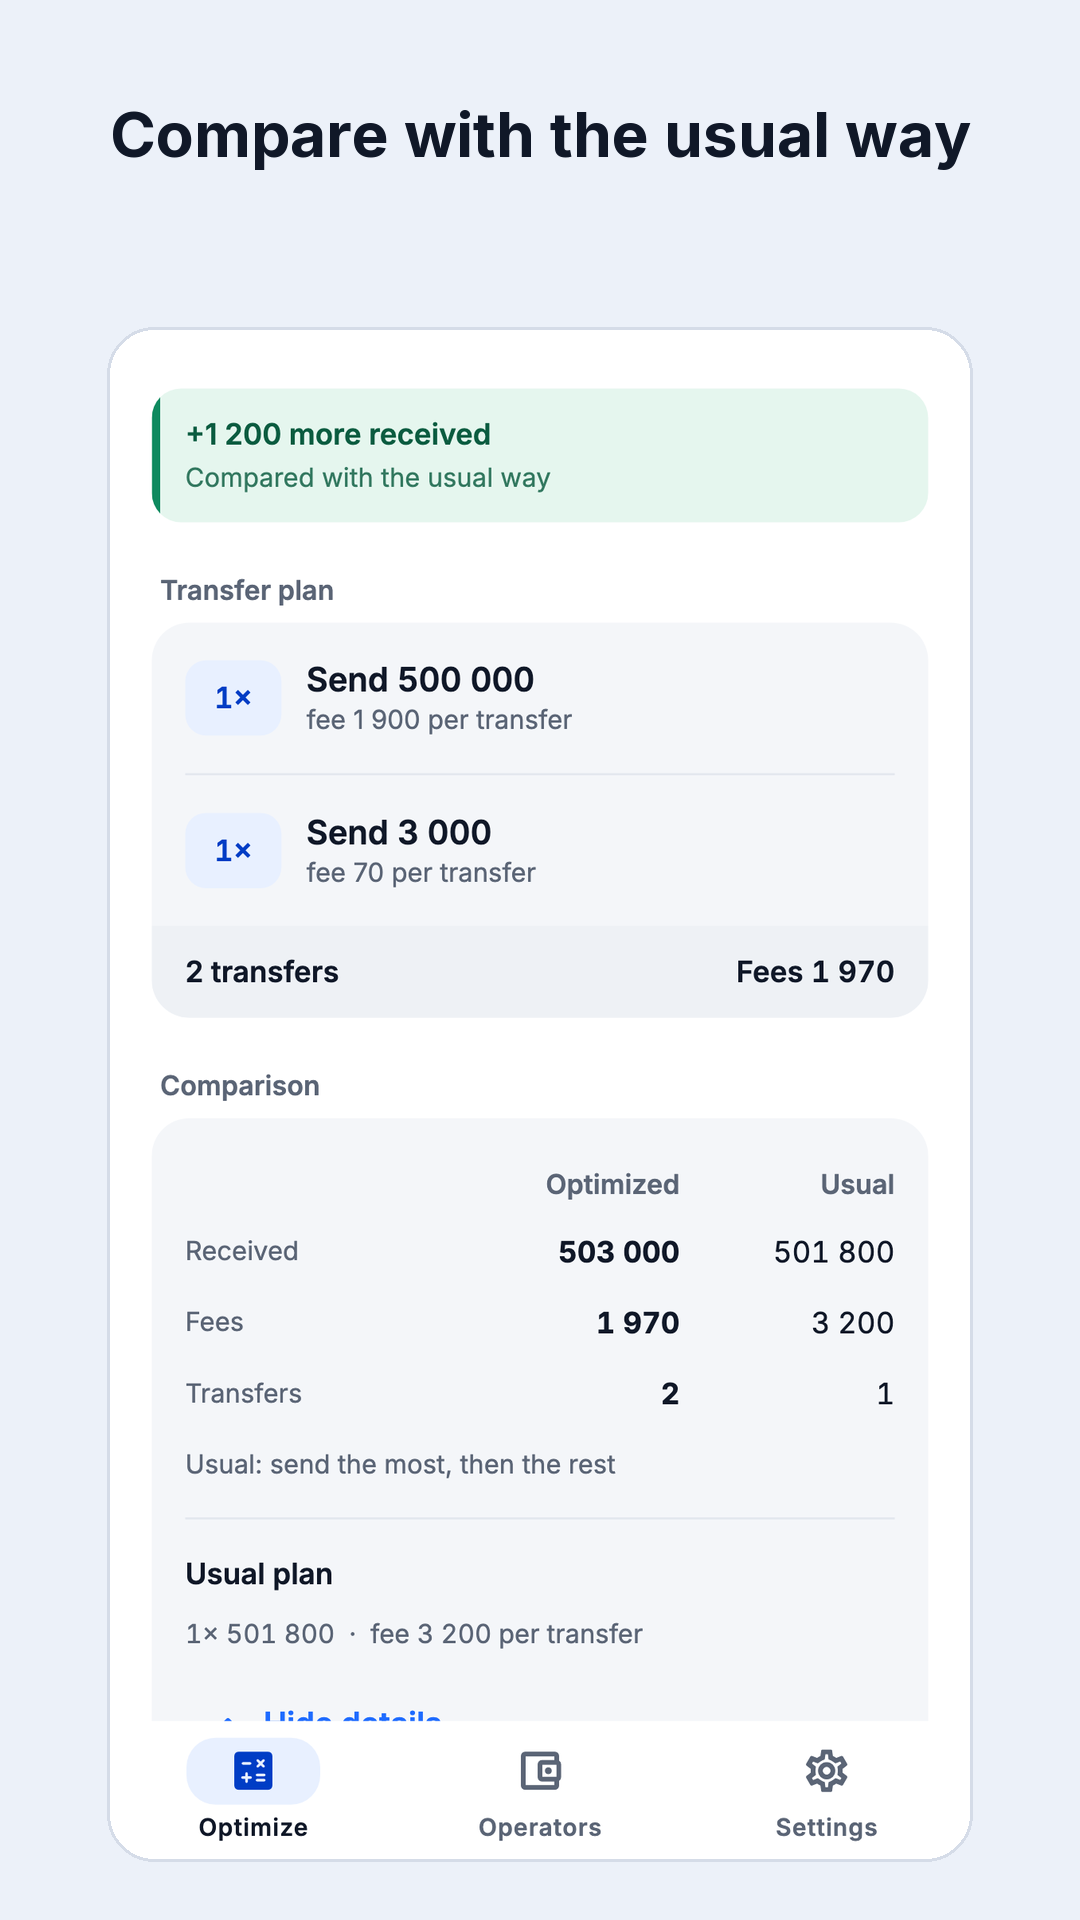 Compare with the usual way
+1 200 more received
Compared with the usual way
Transfer plan
1×
Send 500 000
fee 1 900 per transfer
1×
Send 3 000
fee 70 per transfer
2 transfers
Fees 1 970
Comparison
Optimized Usual
Received 503 000 501 800
Fees 1 970 3 200
Transfers 2 1
Usual: send the most, then the rest
Usual plan
1× 501 800 · fee 3 200 per transfer
Hide details
Optimize Operators Settings